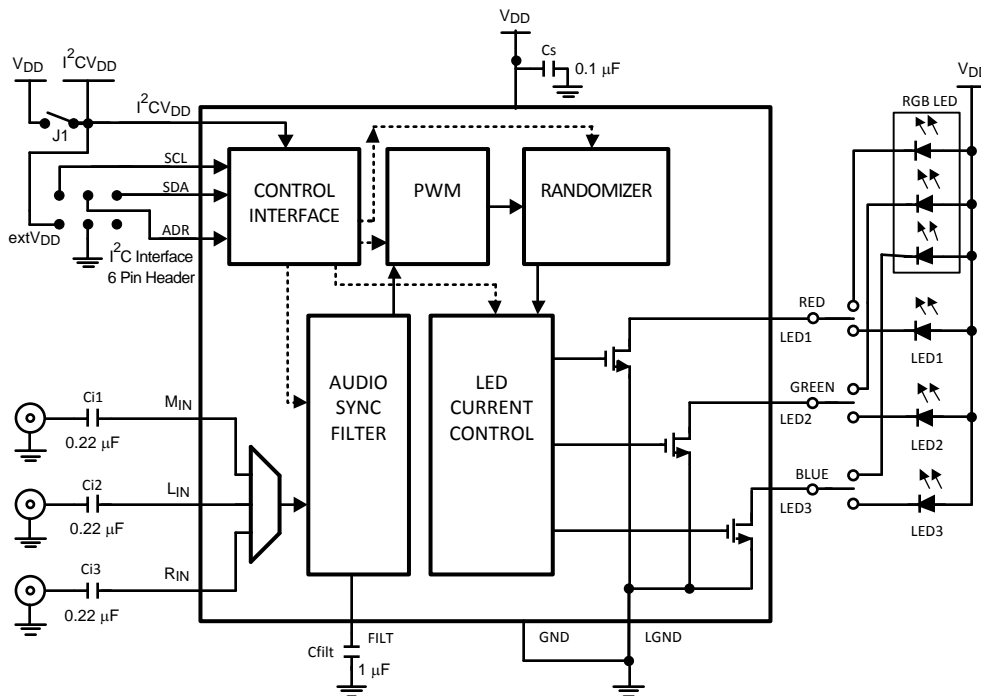 VDD
Cs
0.1 μF
VDD
I²CVDD
I²CVDD
J1
SCL
SDA
ADR
extVDD
I²C Interface
6 Pin Header
CONTROL
INTERFACE
PWM
RANDOMIZER
AUDIO
SYNC
FILTER
LED
CURRENT
CONTROL
Ci1
0.22 μF
MIN
Ci2
0.22 μF
LIN
Ci3
0.22 μF
RIN
Cfilt
FILT
1 μF
GND
LGND
VDD
RGB LED
RED
LED1
LED1
GREEN
LED2
LED2
BLUE
LED3
LED3